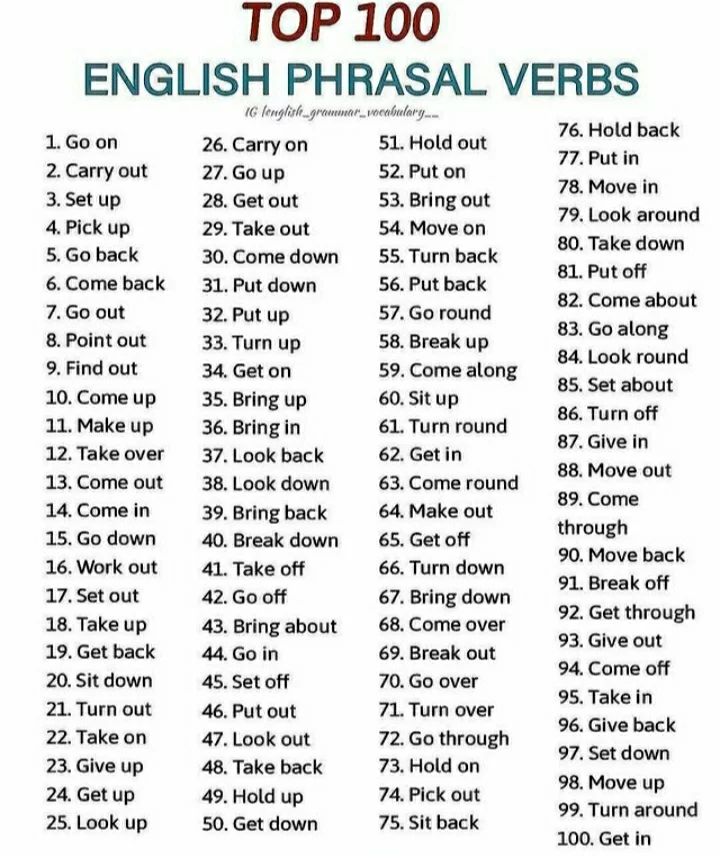 TOP 100
ENGLISH PHRASAL VERBS
IG /english_grammar_vocabulary__
1. Go on
2. Carry out
3. Set up
4. Pick up
5. Go back
6. Come back
7. Go out
8. Point out
9. Find out
10. Come up
11. Make up
12. Take over
13. Come out
14. Come in
15. Go down
16. Work out
17. Set out
18. Take up
19. Get back
20. Sit down
21. Turn out
22. Take on
23. Give up
24. Get up
25. Look up
26. Carry on
27. Go up
28. Get out
29. Take out
30. Come down
31. Put down
32. Put up
33. Turn up
34. Get on
35. Bring up
36. Bring in
37. Look back
38. Look down
39. Bring back
40. Break down
41. Take off
42. Go off
43. Bring about
44. Go in
45. Set off
46. Put out
47. Look out
48. Take back
49. Hold up
50. Get down
51. Hold out
52. Put on
53. Bring out
54. Move on
55. Turn back
56. Put back
57. Go round
58. Break up
59. Come along
60. Sit up
61. Turn round
62. Get in
63. Come round
64. Make out
65. Get off
66. Turn down
67. Bring down
68. Come over
69. Break out
70. Go over
71. Turn over
72. Go through
73. Hold on
74. Pick out
75. Sit back
76. Hold back
77. Put in
78. Move in
79. Look around
80. Take down
81. Put off
82. Come about
83. Go along
84. Look round
85. Set about
86. Turn off
87. Give in
88. Move out
89. Come
through
90. Move back
91. Break off
92. Get through
93. Give out
94. Come off
95. Take in
96. Give back
97. Set down
98. Move up
99. Turn around
100. Get in